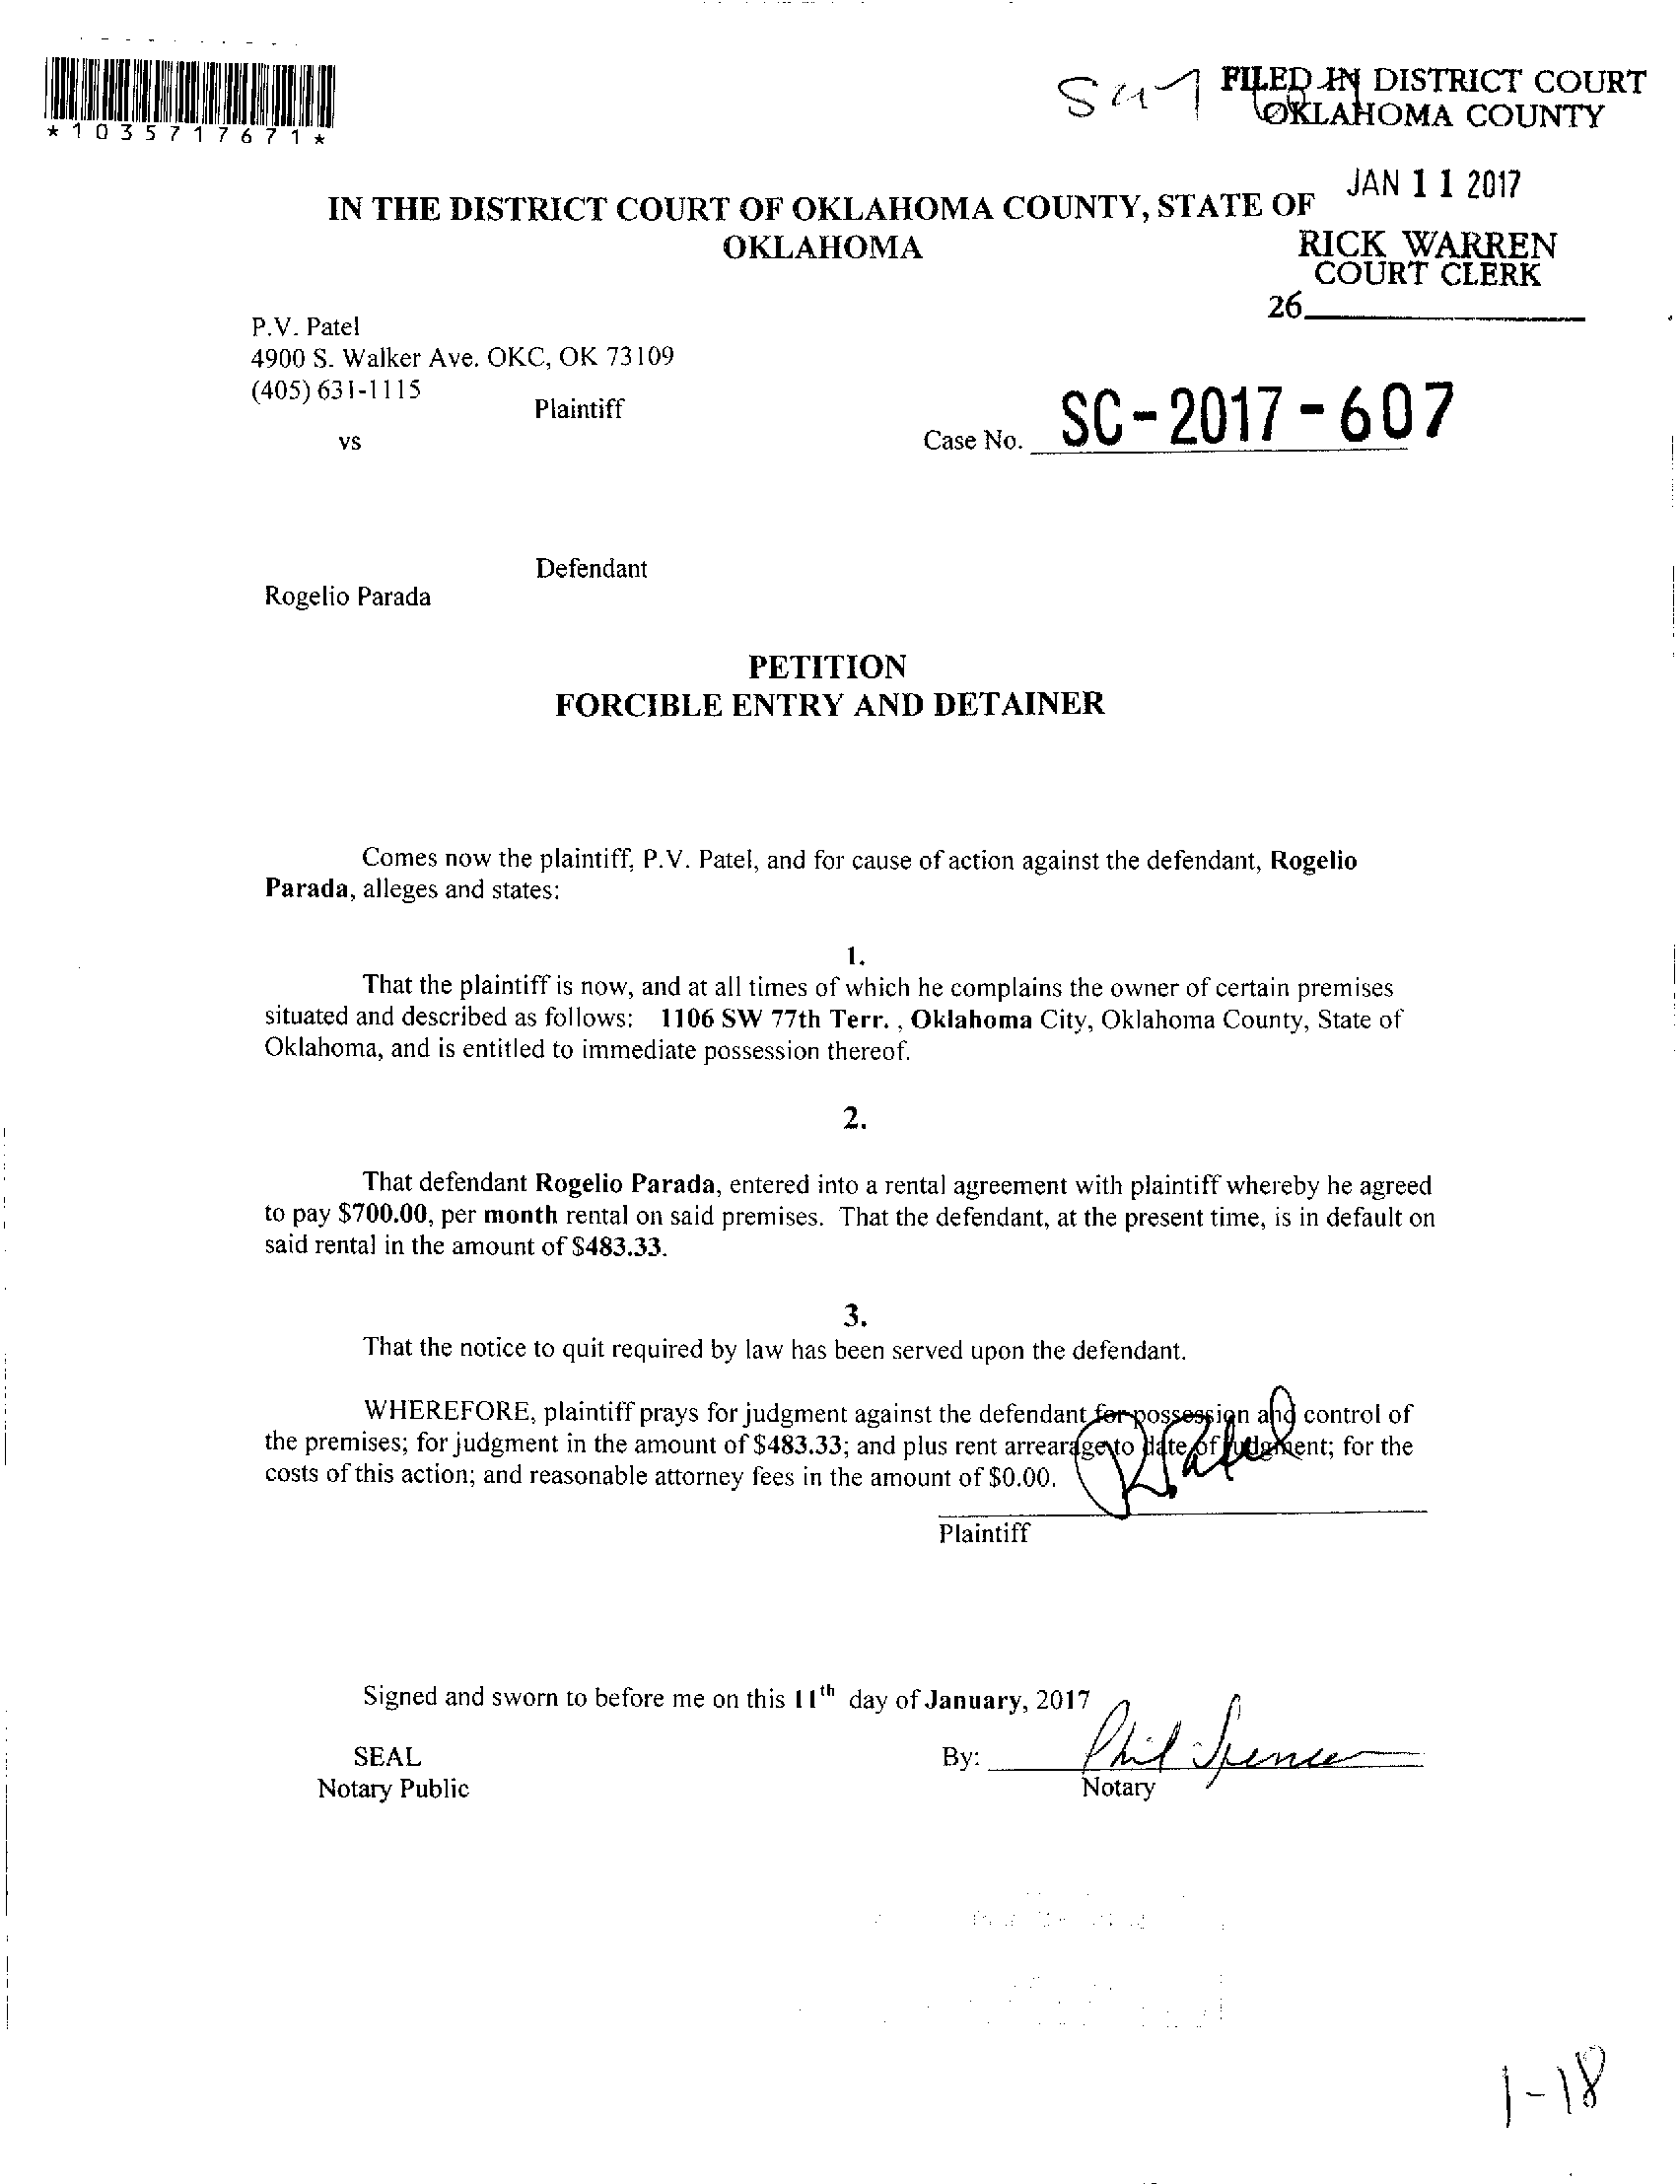 *1035717671*
FILED IN DISTRICT COURT
OKLAHOMA COUNTY
JAN 11 2017
RICK WARREN
COURT CLERK
26
IN THE DISTRICT COURT OF OKLAHOMA COUNTY, STATE OF
OKLAHOMA
P.V. Patel
4900 S. Walker Ave. OKC, OK 73109
(405) 631-1115
Plaintiff
vs
Case No. SC-2017-607
Defendant
Rogelio Parada
PETITION
FORCIBLE ENTRY AND DETAINER
Comes now the plaintiff, P.V. Patel, and for cause of action against the defendant, Rogelio
Parada, alleges and states:
1.
That the plaintiff is now, and at all times of which he complains the owner of certain premises
situated and described as follows: 1106 SW 77th Terr. , Oklahoma City, Oklahoma County, State of
Oklahoma, and is entitled to immediate possession thereof.
2.
That defendant Rogelio Parada, entered into a rental agreement with plaintiff whereby he agreed
to pay $700.00, per month rental on said premises. That the defendant, at the present time, is in default on
said rental in the amount of $483.33.
3.
That the notice to quit required by law has been served upon the defendant.
WHEREFORE, plaintiff prays for judgment against the defendant for possession and control of
the premises; for judgment in the amount of $483.33; and plus rent arrearage to date of judgment; for the
costs of this action; and reasonable attorney fees in the amount of $0.00.
Plaintiff
Signed and sworn to before me on this 11th day of January, 2017
SEAL
By: Phil Spencer
Notary Public
Notary
1-18